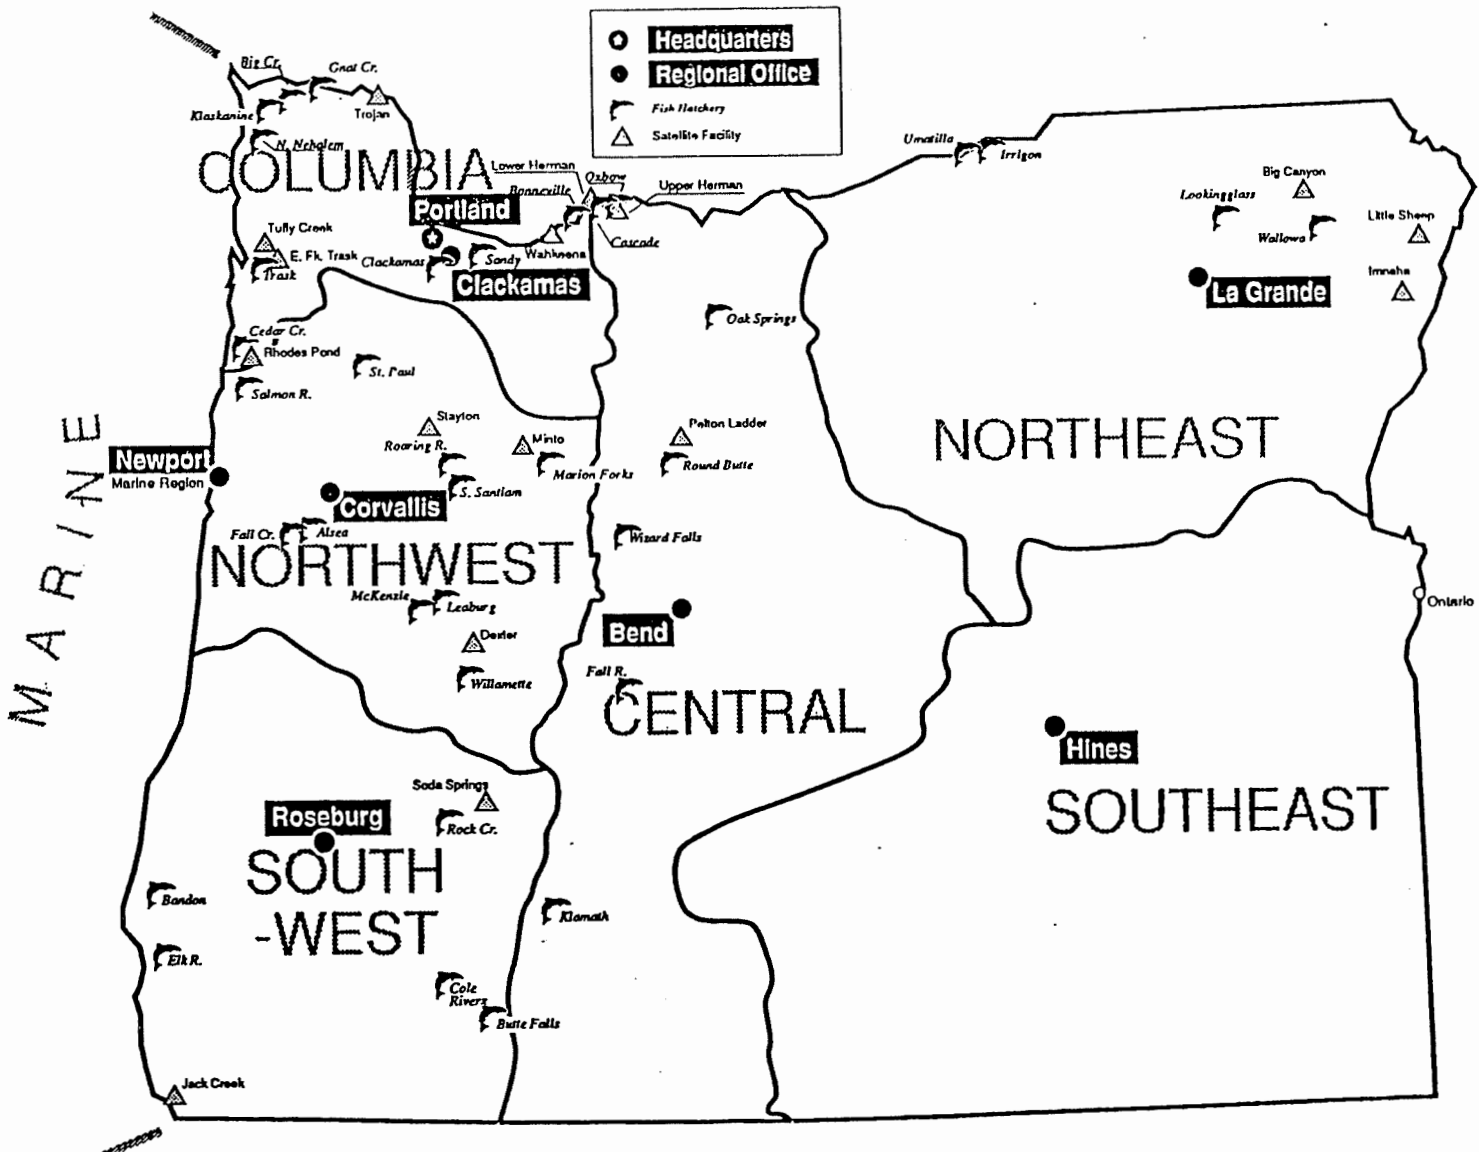 Headquarters
Regional Office
Fish Hatchery
Satellite Facility
Big Cr.
Gnat Cr.
Klaskanine
Trojan
N. Nehalem
COLUMBIA
Lower Herman
Oxbow
Bonneville
Upper Herman
Portland
Cascade
Tuffy Creek
E. Fk. Trask
Trask
Clackamas
Sandy
Wahkeena
Clackamas
Umatilla
Irrigon
Big Canyon
Lookingglass
Wallowa
Little Sheep
Imnaha
La Grande
Oak Springs
Cedar Cr.
Rhodes Pond
St. Paul
Salmon R.
MARINE
Newport
Marine Region
Stayton
Roaring R.
Minto
Marion Forks
S. Santiam
Pelton Ladder
Round Butte
NORTHEAST
Corvallis
Fall Cr.
Alsea
NORTHWEST
Wizard Falls
McKenzie
Leaburg
Bend
Ontario
Dexter
Willamette
Fall R.
CENTRAL
Hines
SOUTHEAST
Soda Springs
Roseburg
Rock Cr.
SOUTH
-WEST
Bandon
Klamath
Elk R.
Cole
Rivers
Butte Falls
Jack Creek